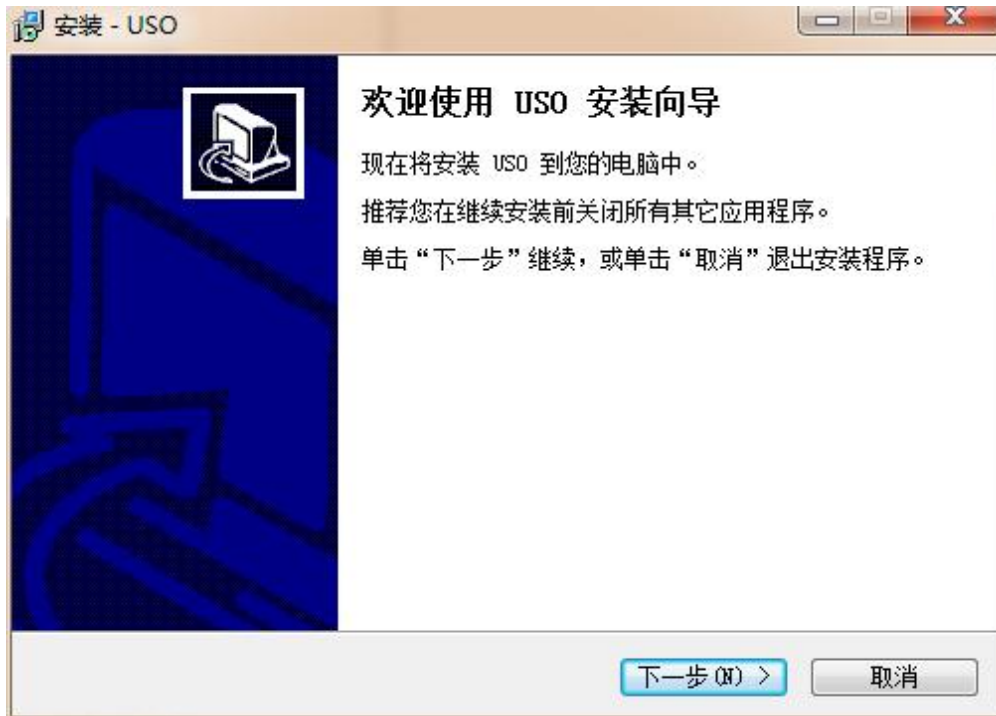 安装 - USO
欢迎使用 USO 安装向导
现在将安装 USO 到您的电脑中。
推荐您在继续安装前关闭所有其它应用程序。
单击“下一步”继续，或单击“取消”退出安装程序。
下一步(N) >
取消